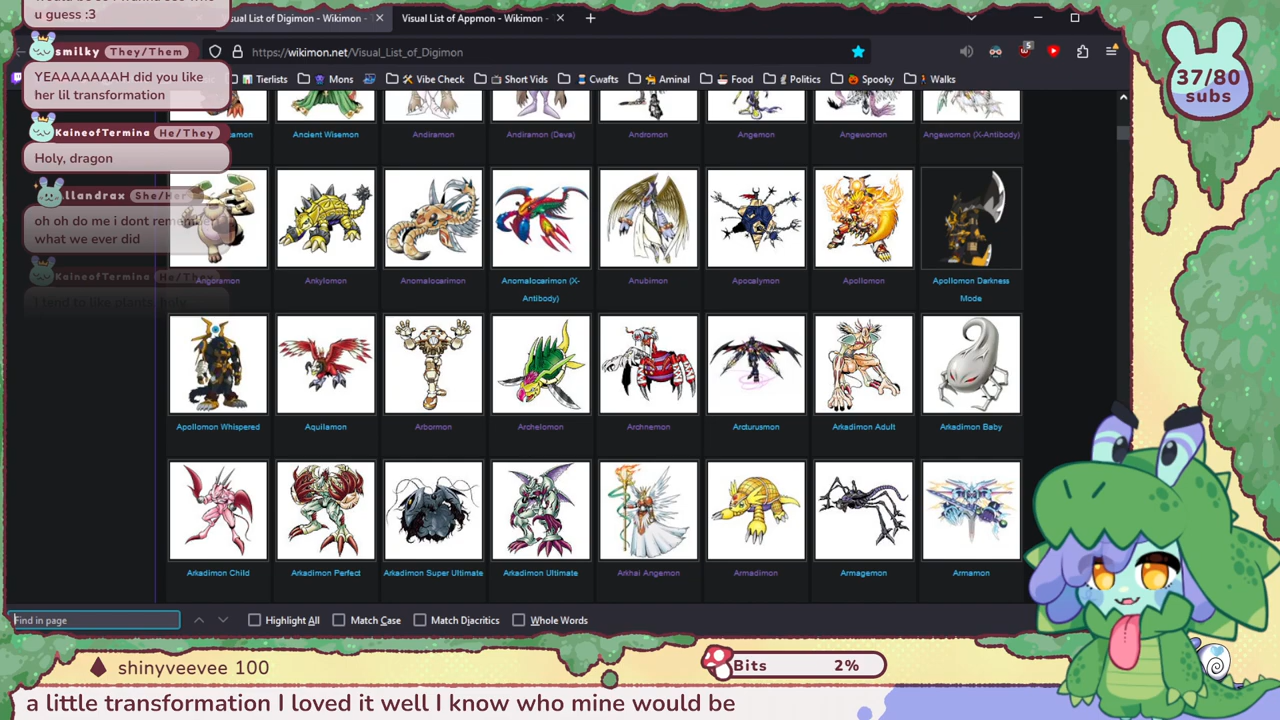 u guess :3
smilky They/Them
YEAAAAAAAH did you like
her lil transformation
KaineofTermina He/They
Holy, dragon
llandrax She/Her
oh oh do me i dont remember
what we ever did
KaineofTermina He/They
I tend to like plants, holy,
Visual List of Digimon - Wikimon
Visual List of Appmon - Wikimon
https://wikimon.net/Visual_List_of_Digimon
5
Tierlists
Mons
Vibe Check
Short Vids
Cwafts
Aminal
Food
Politics
Spooky
Walks
Ancient Wisemon
Andiramon
Andiramon (Deva)
Andromon
Angemon
Angewomon
Angewomon (X-Antibody)
Angoramon
Ankylomon
Anomalocarimon
Anomalocarimon (X-
Antibody)
Anubimon
Apocalymon
Apollomon
Apollomon Darkness
Mode
Apollomon Whispered
Aquilamon
Arbormon
Archelomon
Archnemon
Arcturusmon
Arkadimon Adult
Arkadimon Baby
Arkadimon Child
Arkadimon Perfect
Arkadimon Super Ultimate
Arkadimon Ultimate
Arkhai Angemon
Armadimon
Armagemon
Armamon
Find in page
Highlight All
Match Case
Match Diacritics
Whole Words
37/80
subs
shinyveevee 100
Bits 2%
a little transformation I loved it well I know who mine would be